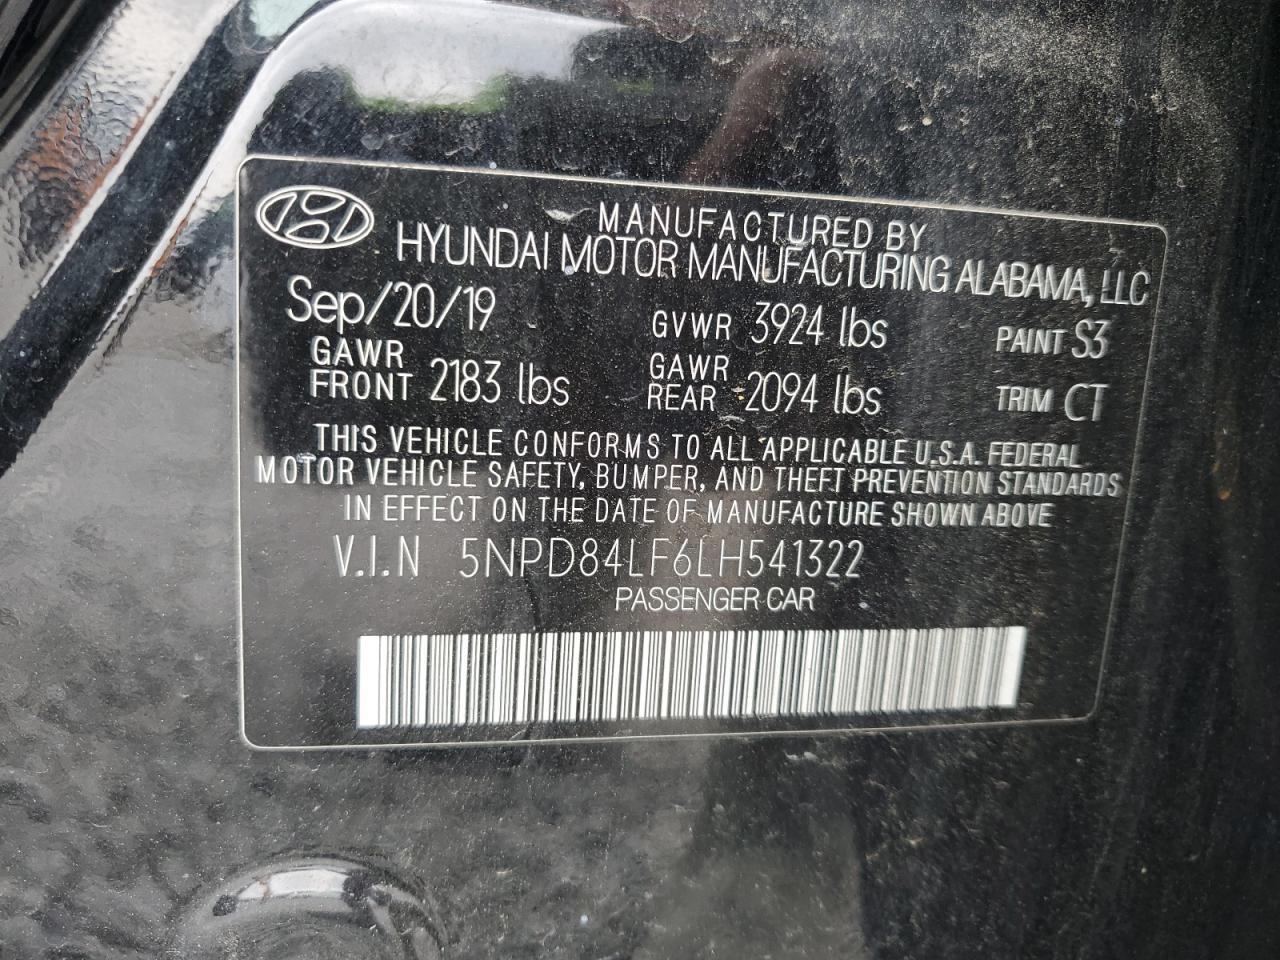 MANUFACTURED BY
HYUNDAI MOTOR MANUFACTURING ALABAMA, LLC
Sep/20/19 GVWR 3924 lbs PAINT S3
GAWR FRONT 2183 lbs GAWR REAR 2094 lbs TRIM CT
THIS VEHICLE CONFORMS TO ALL APPLICABLE U.S.A. FEDERAL
MOTOR VEHICLE SAFETY, BUMPER, AND THEFT PREVENTION STANDARDS
IN EFFECT ON THE DATE OF MANUFACTURE SHOWN ABOVE
V.I.N 5NPD84LF6LH541322
PASSENGER CAR